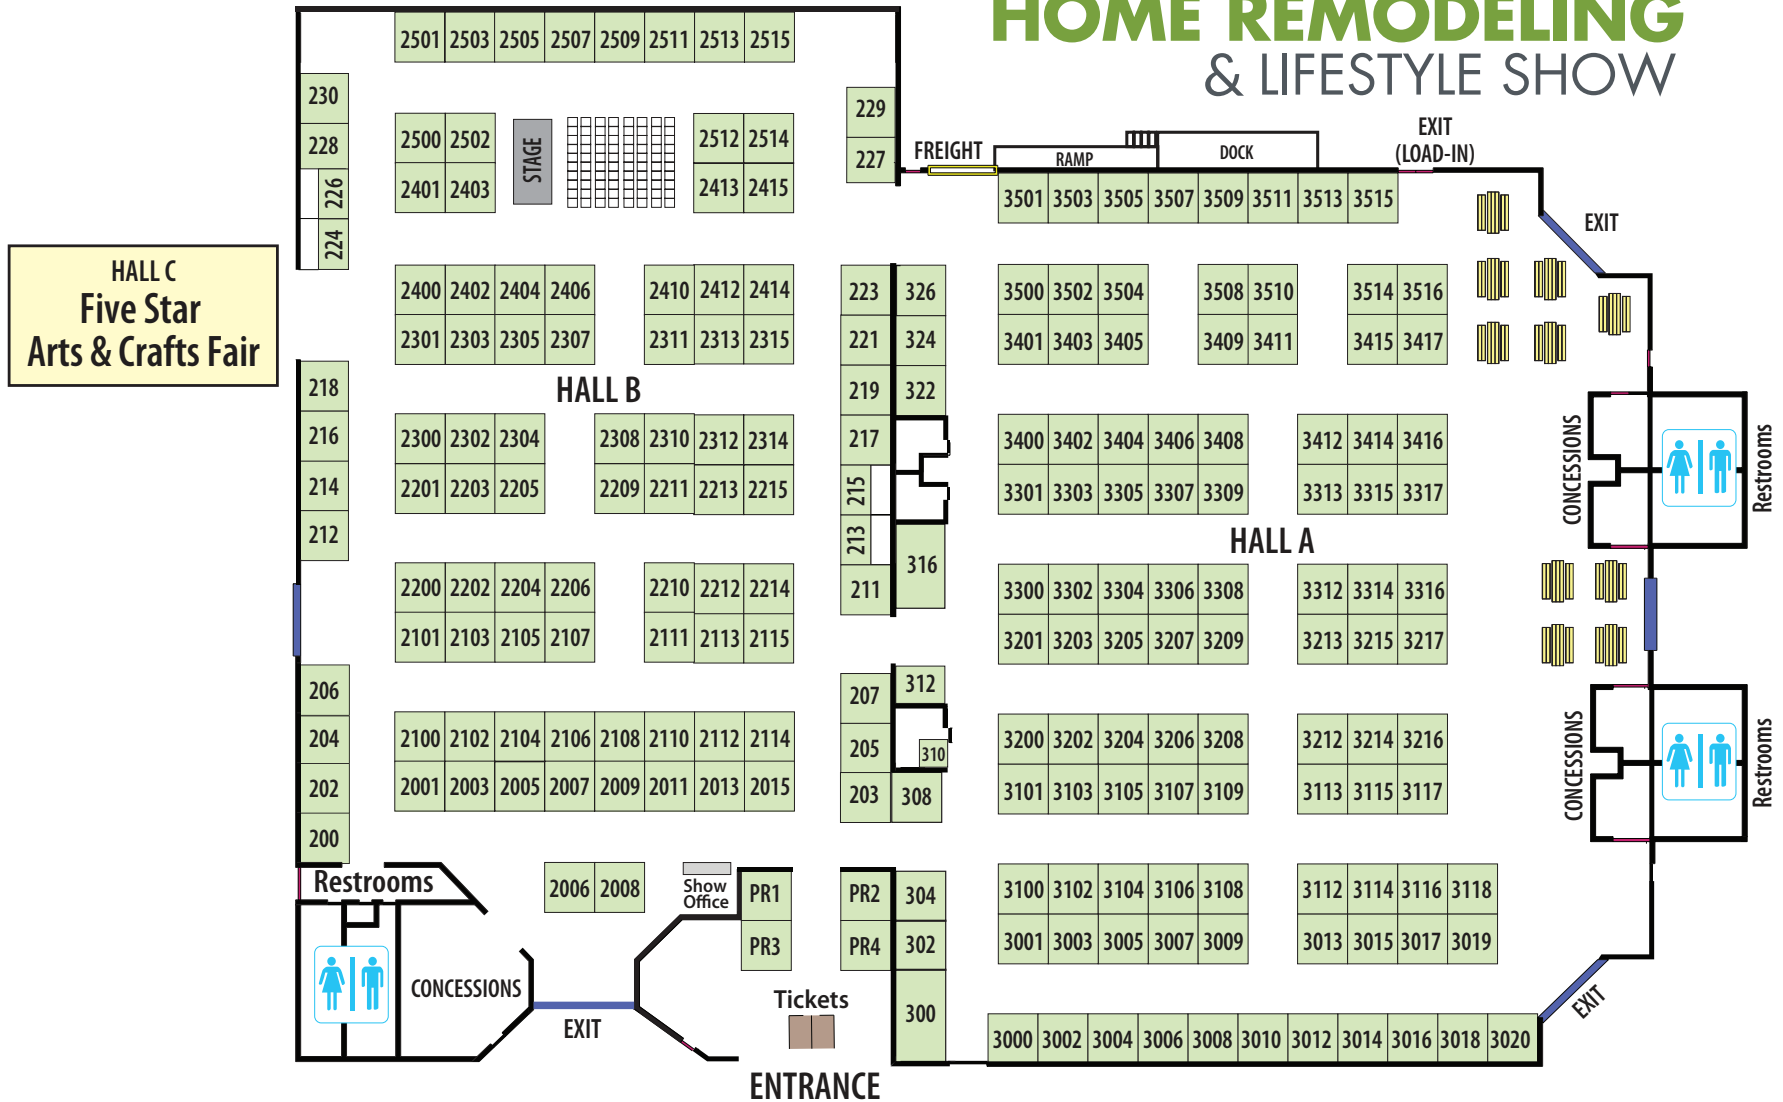 HOME REMODELING
& LIFESTYLE SHOW
2501 2503 2505 2507 2509 2511 2513 2515
230
228
226
224
2500 2502
2401 2403
STAGE
2512 2514
2413 2415
229
227
FREIGHT
RAMP
DOCK
EXIT
(LOAD-IN)
EXIT
3501 3503 3505 3507 3509 3511 3513 3515
HALL C
Five Star
Arts & Crafts Fair
2400 2402 2404 2406 2410 2412 2414
2301 2303 2305 2307 2311 2313 2315
223 326
221 324
219 322
217
215
213
211
316
3500 3502 3504 3508 3510 3514 3516
3401 3403 3405 3409 3411 3415 3417
HALL B
218
216
214
212
2300 2302 2304 2308 2310 2312 2314
2201 2203 2205 2209 2211 2213 2215
3400 3402 3404 3406 3408 3412 3414 3416
3301 3303 3305 3307 3309 3313 3315 3317
CONCESSIONS
Restrooms
HALL A
2200 2202 2204 2206 2210 2212 2214
2101 2103 2105 2107 2111 2113 2115
3300 3302 3304 3306 3308 3312 3314 3316
3201 3203 3205 3207 3209 3213 3215 3217
206
204
202
200
2100 2102 2104 2106 2108 2110 2112 2114
2001 2003 2005 2007 2009 2011 2013 2015
207 312
205 310
203 308
3200 3202 3204 3206 3208 3212 3214 3216
3101 3103 3105 3107 3109 3113 3115 3117
CONCESSIONS
Restrooms
Restrooms
2006 2008
Show
Office
PR1 PR2 304
PR3 PR4 302
300
3100 3102 3104 3106 3108 3112 3114 3116 3118
3001 3003 3005 3007 3009 3013 3015 3017 3019
CONCESSIONS
EXIT
Tickets
ENTRANCE
EXIT
3000 3002 3004 3006 3008 3010 3012 3014 3016 3018 3020